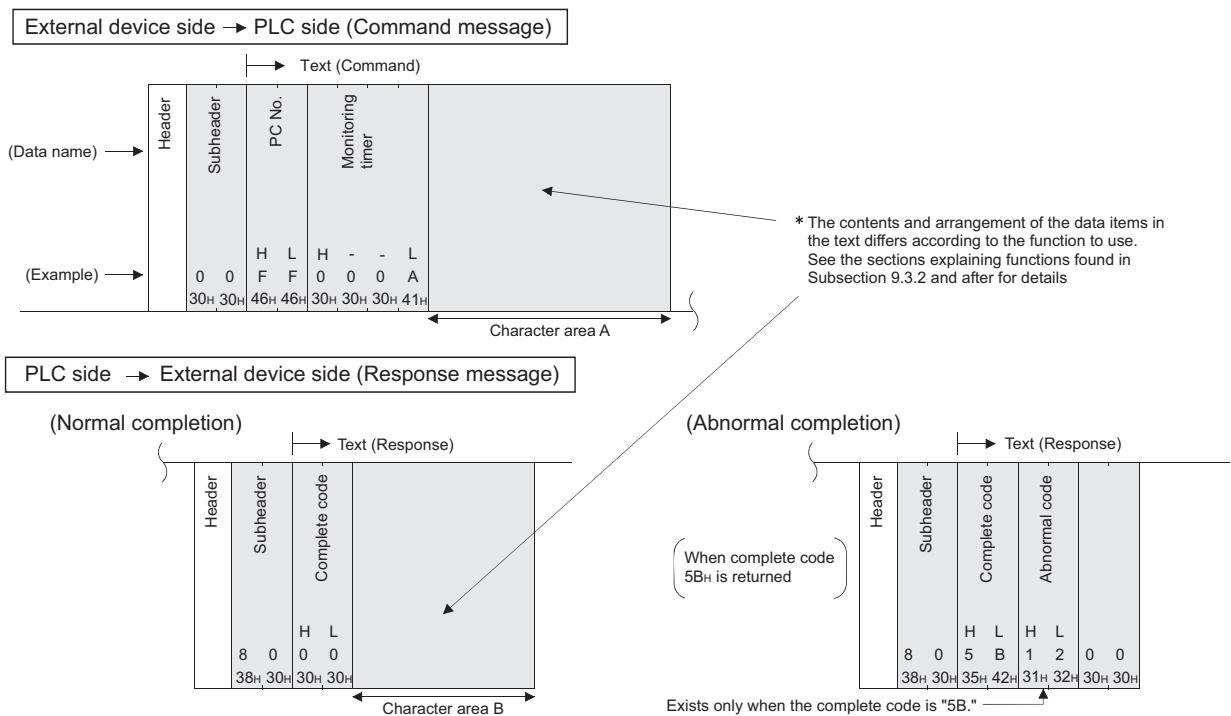 External device side → PLC side (Command message)
Text (Command)
Header
Subheader
PC No.
Monitoring
timer
(Data name)
H L H - - L
(Example)
0 0 F F 0 0 0 A
30H 30H 46H 46H 30H 30H 30H 41H
Character area A
* The contents and arrangement of the data items in
the text differs according to the function to use.
See the sections explaining functions found in
Subsection 9.3.2 and after for details
PLC side → External device side (Response message)
(Normal completion)
Text (Response)
Header
Subheader
Complete code
H L
8 0 0 0
38H 30H 30H 30H
Character area B
(Abnormal completion)
Text (Response)
When complete code
5BH is returned
Header
Subheader
Complete code
Abnormal code
H L H L
8 0 5 B 1 2 0 0
38H 30H 35H 42H 31H 32H 30H 30H
Exists only when the complete code is "5B."